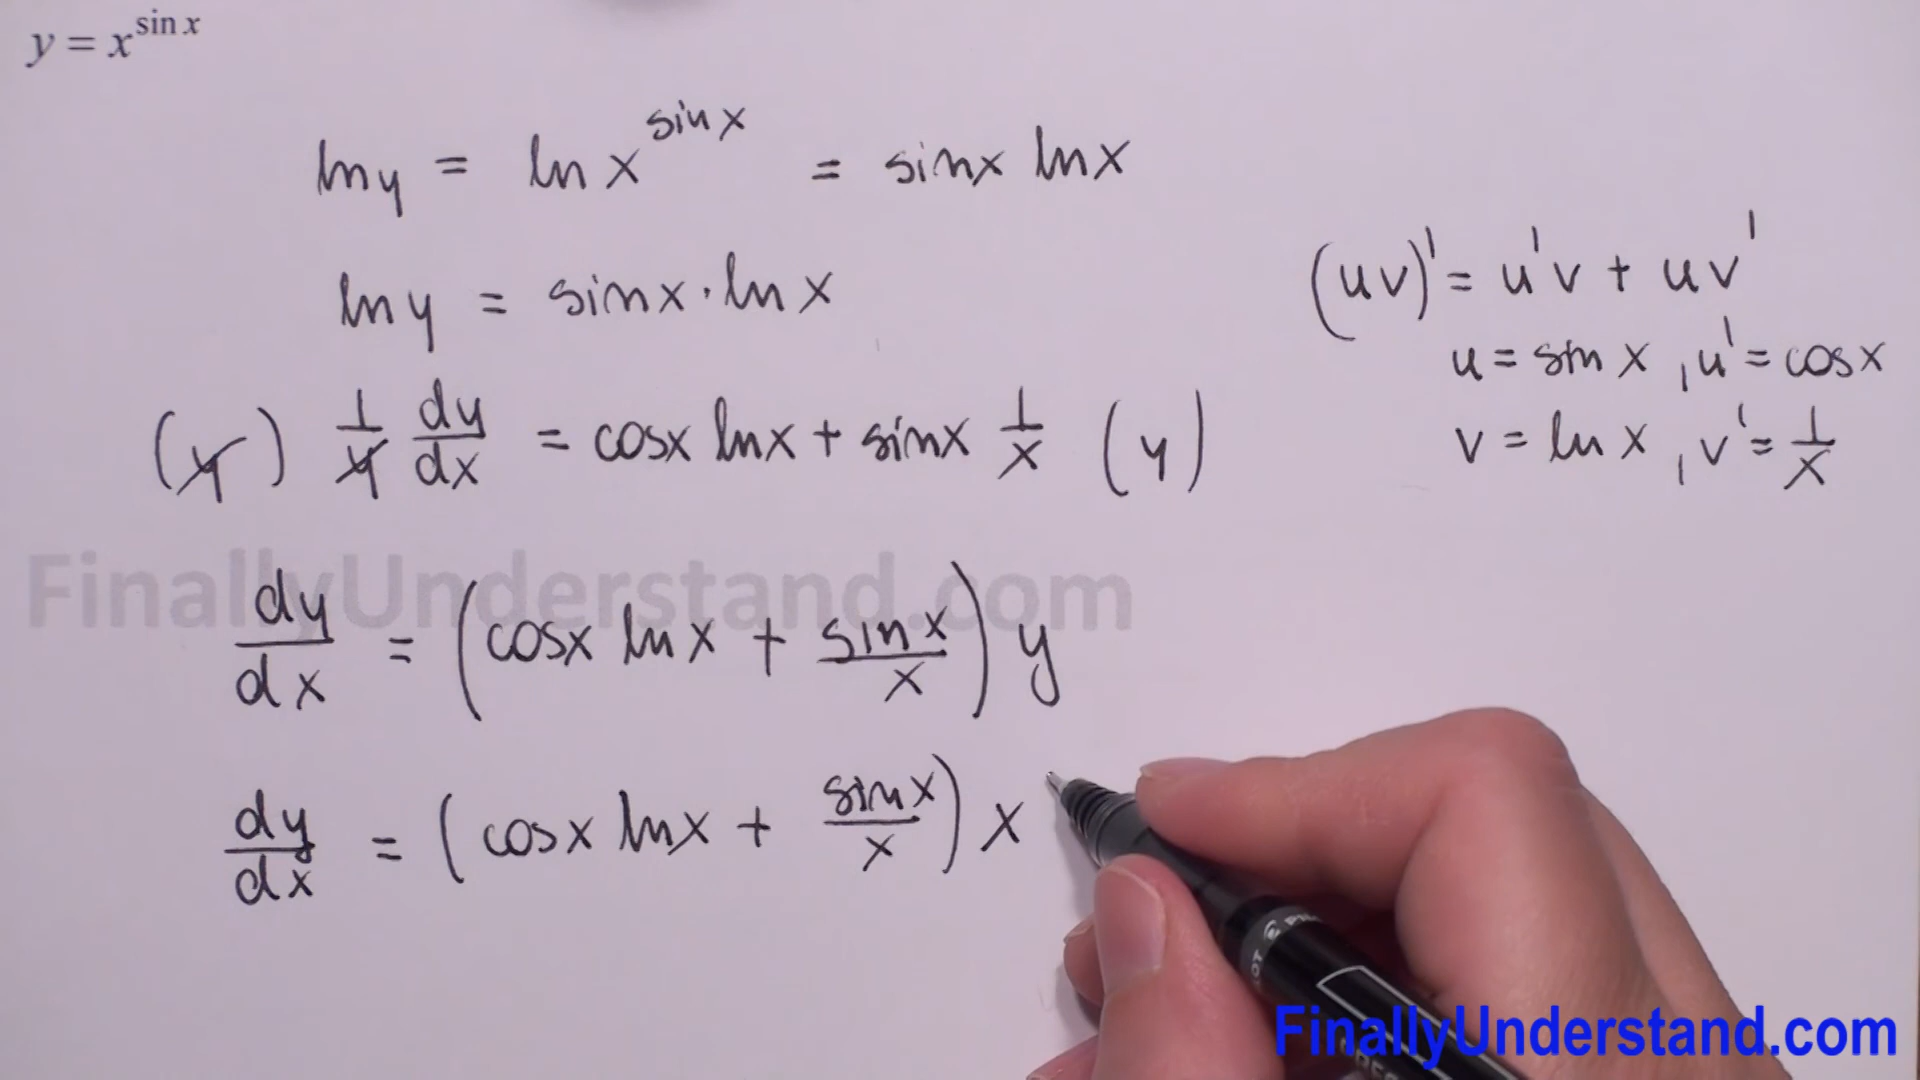 y = x^sin x
ln y = ln x^sin x = sin x ln x
ln y = sin x · ln x
(uv)' = u'v + uv'
u = sin x , u' = cos x
v = ln x , v' = 1/x
(y) 1/y dy/dx = cos x ln x + sin x 1/x (y)
FinallyUnderstand.com
dy/dx = (cos x ln x + sin x/x) y
dy/dx = (cos x ln x + sin x/x) x
FinallyUnderstand.com